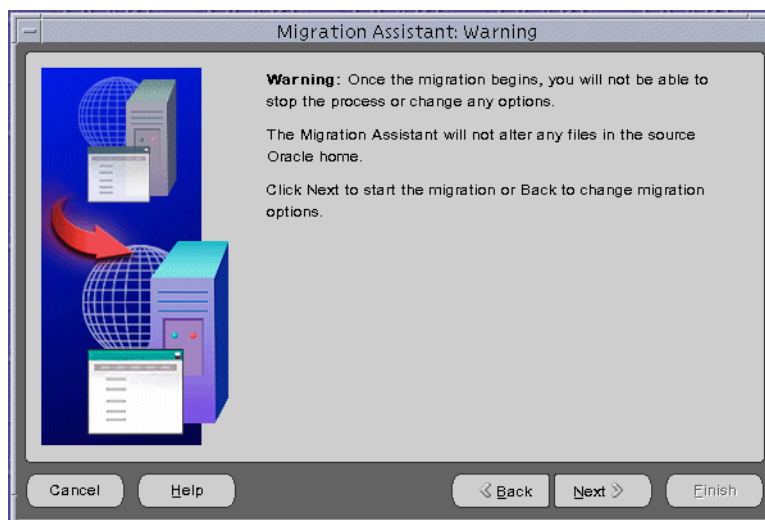 Migration Assistant: Warning
Warning: Once the migration begins, you will not be able to
stop the process or change any options.
The Migration Assistant will not alter any files in the source
Oracle home.
Click Next to start the migration or Back to change migration
options.
Cancel
Help
Back
Next
Finish